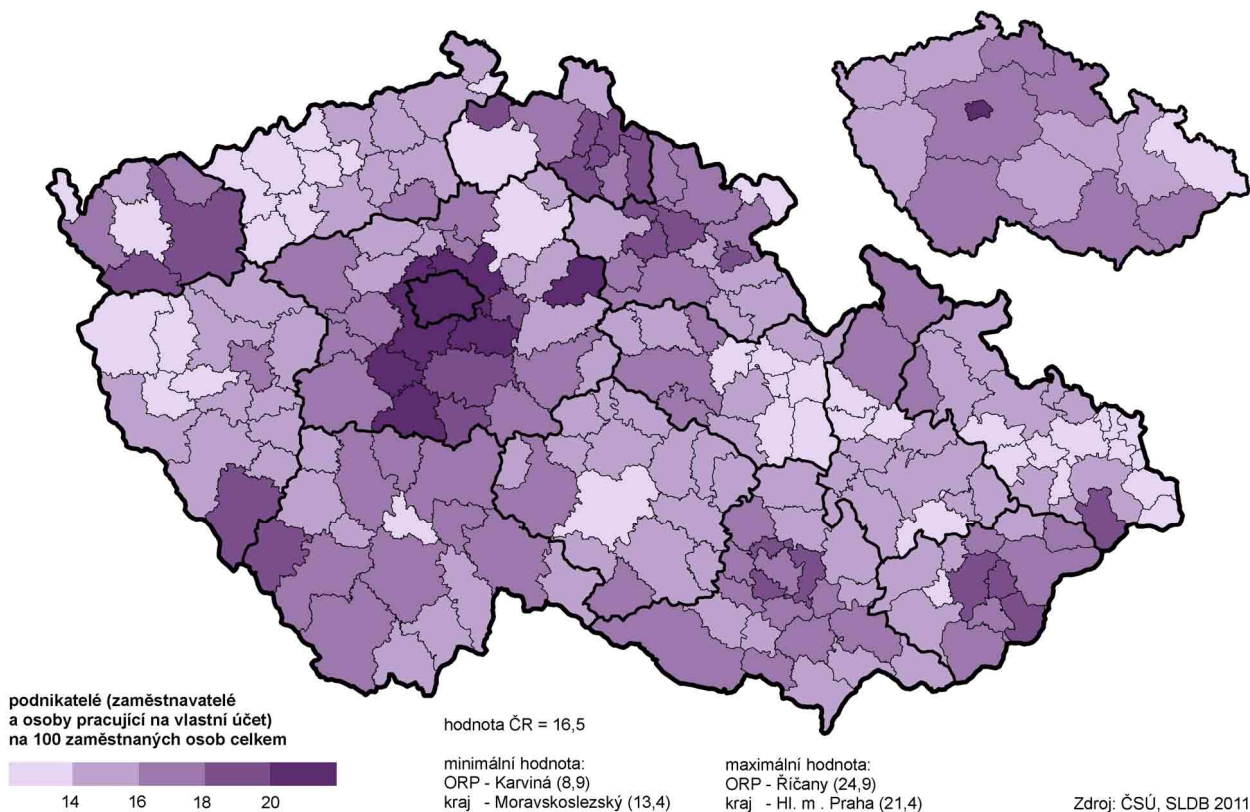 podnikatelé (zaměstnavatelé
a osoby pracující na vlastní účet)
na 100 zaměstnaných osob celkem
14 16 18 20
hodnota ČR = 16,5
minimální hodnota:
ORP - Karviná (8,9)
kraj - Moravskoslezský (13,4)
maximální hodnota:
ORP - Říčany (24,9)
kraj - Hl. m . Praha (21,4)
Zdroj: ČSÚ, SLDB 2011